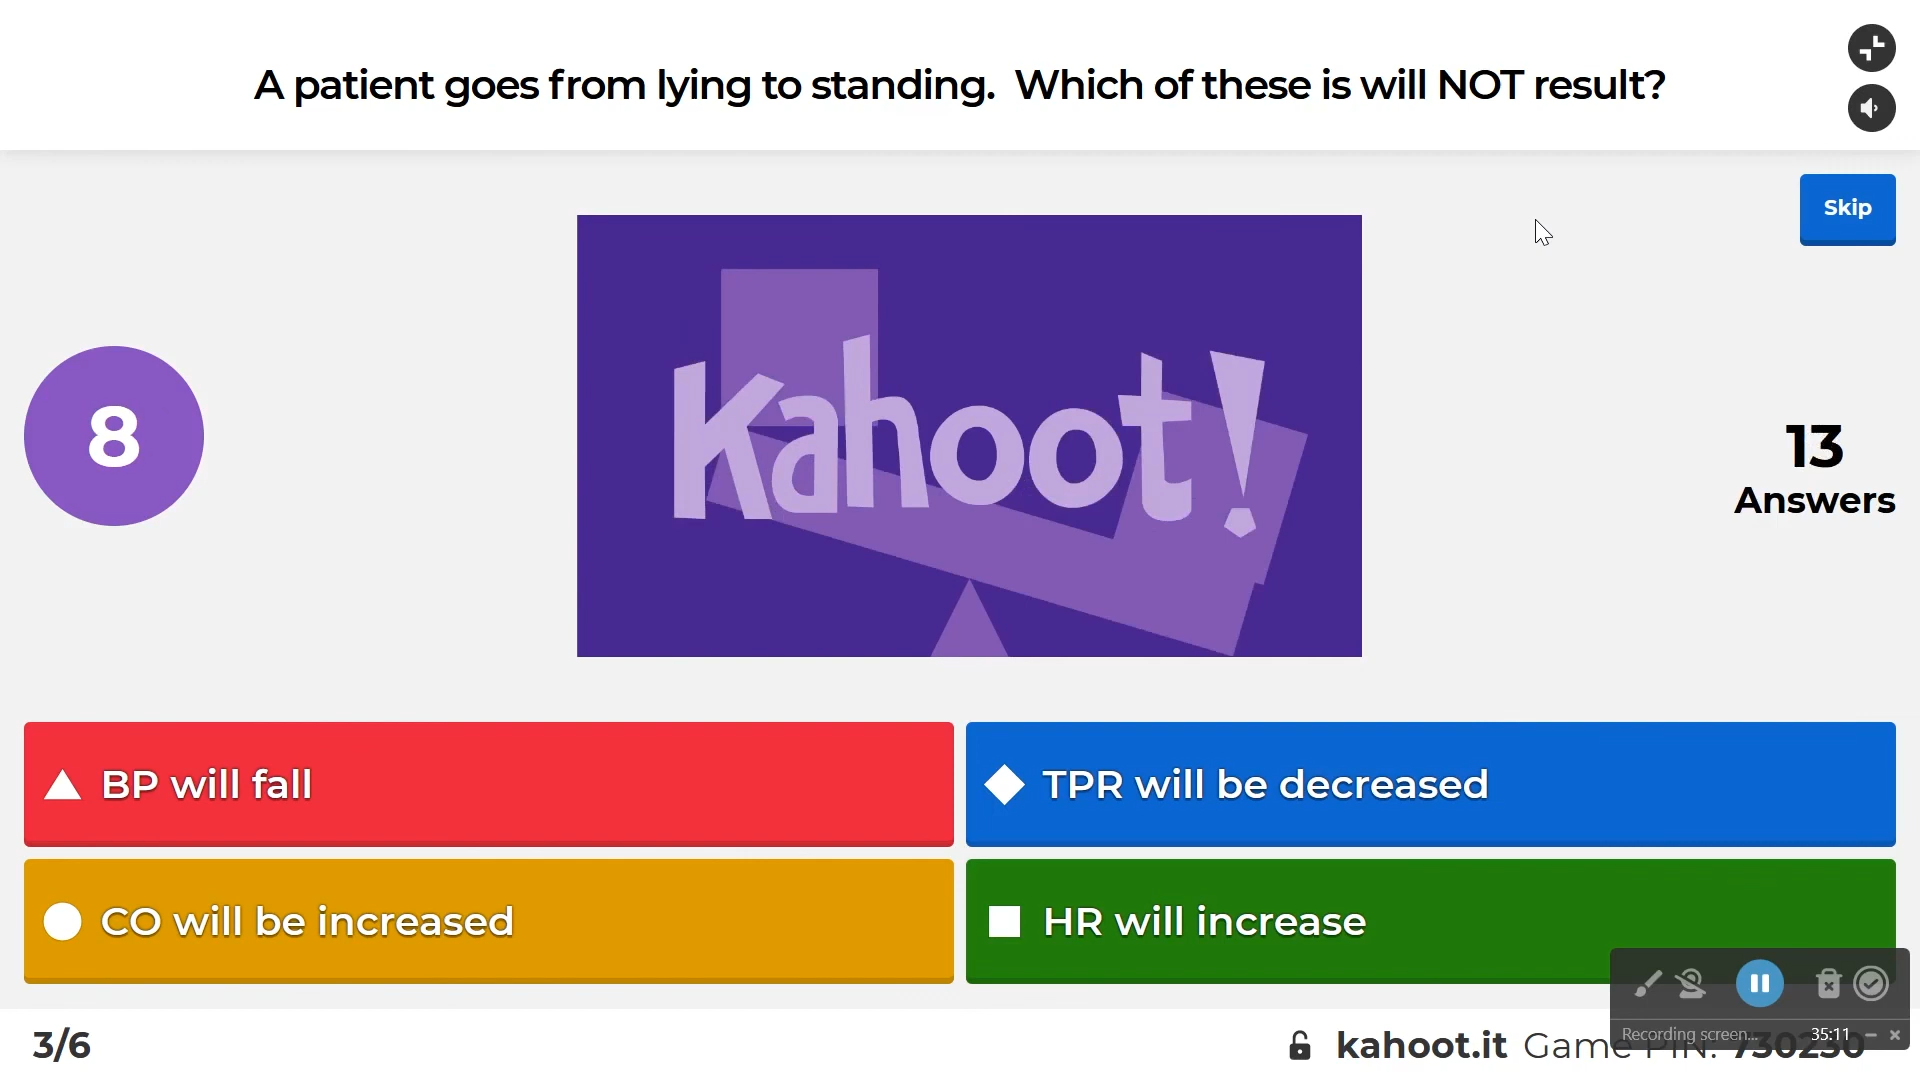 A patient goes from lying to standing.  Which of these is will NOT result?
Skip
8
Kahoot!
13
Answers
BP will fall
TPR will be decreased
CO will be increased
HR will increase
3/6
kahoot.it Game PIN: 730230
Recording screen... 35:11